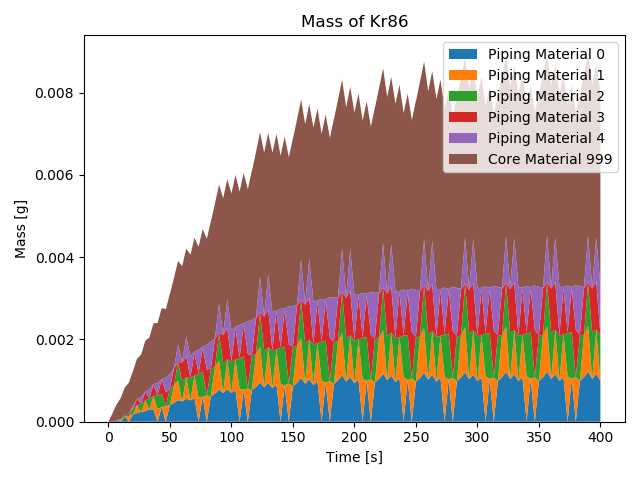 Mass of Kr86
Piping Material 0
Piping Material 1
Piping Material 2
Piping Material 3
Piping Material 4
Core Material 999
Mass [g]
0.008
0.006
0.004
0.002
0.000
0 50 100 150 200 250 300 350 400
Time [s]